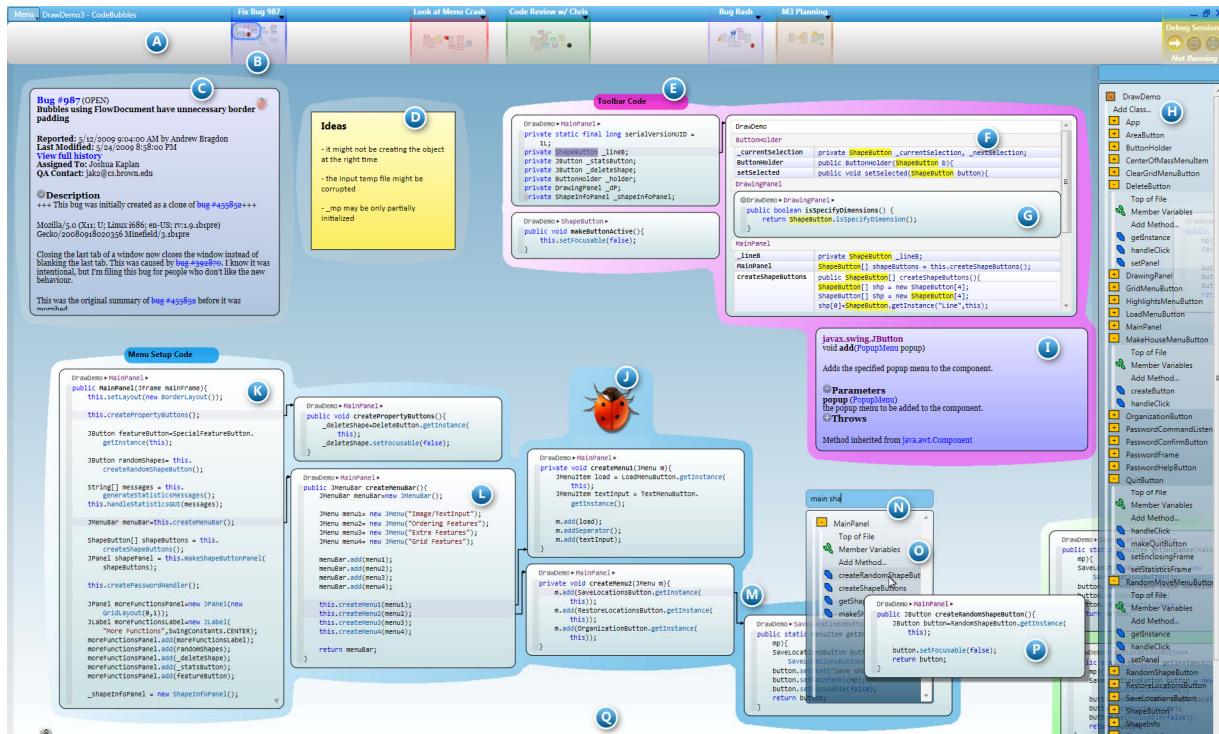 Menu DrawDemo3 - CodeBubbles
Fix Bug 987
Look at Menu Crash
Code Review w/ Chris
Bug Bash
M3 Planning
Debug Session
Not Running
A
B
C
Bug #987 (OPEN)
Bubbles using FlowDocument have unnecessary border
padding
Reported: 5/12/2009 9:04:00 AM by Andrew Bragdon
Last Modified: 5/24/2009 8:58:00 PM
View full history
Assigned To: Joshua Kaplan
QA Contact: jak2@cs.brown.edu
Description
+++ This bug was initially created as a clone of bug #455852+++
Mozilla/5.0 (X11; U; Linux i686; en-US; rv:1.9.1b1pre)
Gecko/20080918020356 Minefield/3.1b1pre
Closing the last tab of a window now closes the window instead of
blanking the last tab. This was caused by bug #392870. I know it was
intentional, but I'm filing this bug for people who don't like the new
behaviour.
This was the original summary of bug #455852 before it was
morphed
D
Ideas
- it might not be creating the object
at the right time
- the input temp file might be
corrupted
- _mp may be only partially
initialized
E
Toolbar Code
DrawDemo▸MainPanel▸
private static final long serialVersionUID =
1L;
private ShapeButton _lineB;
private JButton _statsButton;
private JButton _deleteShape;
private ButtonHolder _holder;
private DrawingPanel _dP;
private ShapeInfoPanel _shapeInfoPanel;
DrawDemo▸ShapeButton▸
public void makeButtonActive(){
this.setFocusable(false);
}
F
DrawDemo
ButtonHolder
_currentSelection private ShapeButton _currentSelection, _nextSelection;
ButtonHolder public ButtonHolder(ShapeButton b){
setSelected public void setSelected(ShapeButton button){
DrawingPanel
G
DrawDemo▸DrawingPanel▸
public boolean isSpecifyDimensions() {
return ShapeButton.isSpecifyDimension();
}
MainPanel
_lineB private ShapeButton _lineB;
MainPanel ShapeButton[] shapeButtons = this.createShapeButtons();
createShapeButtons public ShapeButton[] createShapeButtons(){
ShapeButton[] shp = new ShapeButton[4];
ShapeButton[] shp = new ShapeButton[4];
shp[0]=ShapeButton.getInstance("Line",this);
H
DrawDemo
Add Class...
App
AreaButton
ButtonHolder
CenterOfMassMenuItem
ClearGridMenuButton
DeleteButton
Top of File
Member Variables
Add Method...
getInstance
handleClick
setPanel
DrawingPanel
GridMenuButton
HighlightsMenuButton
LoadMenuButton
MainPanel
MakeHouseMenuButton
Top of File
Member Variables
Add Method...
createButton
handleClick
OrganizationButton
PasswordCommandListen
PasswordConfirmButton
PasswordFrame
PasswordHelpButton
QuitButton
Top of File
Member Variables
Add Method...
handleClick
makeQuitButton
setEnclosingFrame
setStatisticsFrame
RandomMoveMenuButton
Top of File
Member Variables
Add Method...
getInstance
handleClick
setPanel
RandomShapeButton
RestoreLocationsButton
SaveLocationsButton
ShapeButton
ShapeInfo
I
javax.swing.JButton
void add(PopupMenu popup)
Adds the specified popup menu to the component.
Parameters
popup (PopupMenu)
the popup menu to be added to the component.
Throws
Method inherited from java.awt.Component
J
Menu Setup Code
K
DrawDemo▸MainPanel▸
public MainPanel(JFrame mainFrame){
this.setLayout(new BorderLayout());
this.createPropertyButtons();
JButton featureButton=SpecialFeatureButton.
getInstance(this);
JButton randomShapes= this.
createRandomShapeButton();
String[] messages = this.
generateStatisticsMessages();
this.handleStatisticsGUI(messages);
JMenuBar menuBar=this.createMenuBar();
ShapeButton[] shapeButtons = this.
createShapeButtons();
JPanel shapePanel = this.makeShapeButtonPanel(
shapeButtons);
this.createPasswordHandler();
JPanel moreFunctionsPanel=new JPanel(new
GridLayout(0,1));
JLabel moreFunctionsLabel=new JLabel(
"More Functions",SwingConstants.CENTER);
moreFunctionsPanel.add(moreFunctionsLabel);
moreFunctionsPanel.add(randomShapes);
moreFunctionsPanel.add(_deleteShape);
moreFunctionsPanel.add(_statsButton);
moreFunctionsPanel.add(featureButton);
_shapeInfoPanel = new ShapeInfoPanel();
DrawDemo▸MainPanel▸
public void createPropertyButtons(){
_deleteShape=DeleteButton.getInstance(
this);
_deleteShape.setFocusable(false);
}
L
DrawDemo▸MainPanel▸
public JMenuBar createMenuBar(){
JMenuBar menuBar=new JMenuBar();
JMenu menu1= new JMenu("Image/TextInput");
JMenu menu2= new JMenu("Ordering Features");
JMenu menu3= new JMenu("Extra Features");
JMenu menu4= new JMenu("Grid Features");
menuBar.add(menu1);
menuBar.add(menu2);
menuBar.add(menu3);
menuBar.add(menu4);
this.createMenu1(menu1);
this.createMenu2(menu2);
this.createMenu3(menu3);
this.createMenu4(menu4);
return menuBar;
}
DrawDemo▸MainPanel▸
private void createMenu1(JMenu m){
JMenuItem load = LoadMenuButton.getInstance(
this);
JMenuItem textInput = TextMenuButton.
getInstance();
m.add(load);
m.addSeparator();
m.add(textInput);
}
DrawDemo▸MainPanel▸
private void createMenu2(JMenu m){
m.add(SaveLocationsButton.getInstance(
this));
m.add(RestoreLocationsButton.getInstance(
this));
m.add(OrganizationButton.getInstance(
this));
}
M
N
main sha
O
MainPanel
Top of File
Member Variables
Add Method...
createRandomShapeBut
createShapeButtons
P
DrawDemo▸MainPanel▸
public JButton createRandomShapeButton(){
JButton button=RandomShapeButton.getInstance(
this);
button.setFocusable(false);
return button;
}
Q